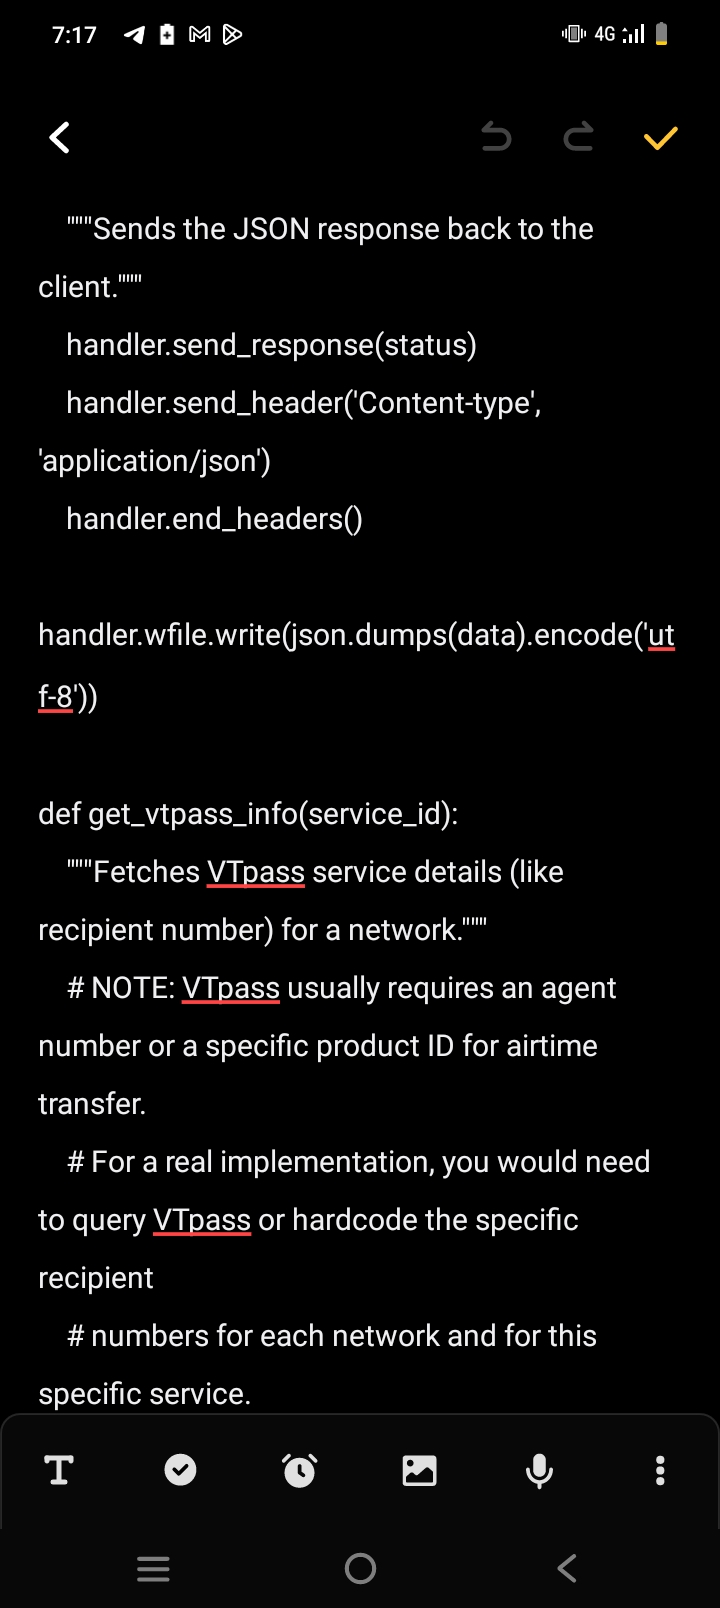 7:17
4G
"""Sends the JSON response back to the
client."""
handler.send_response(status)
handler.send_header('Content-type',
'application/json')
handler.end_headers()
handler.wfile.write(json.dumps(data).encode('ut
f-8'))
def get_vtpass_info(service_id):
"""Fetches VTpass service details (like
recipient number) for a network."""
# NOTE: VTpass usually requires an agent
number or a specific product ID for airtime
transfer.
# For a real implementation, you would need
to query VTpass or hardcode the specific
recipient
# numbers for each network and for this
specific service.